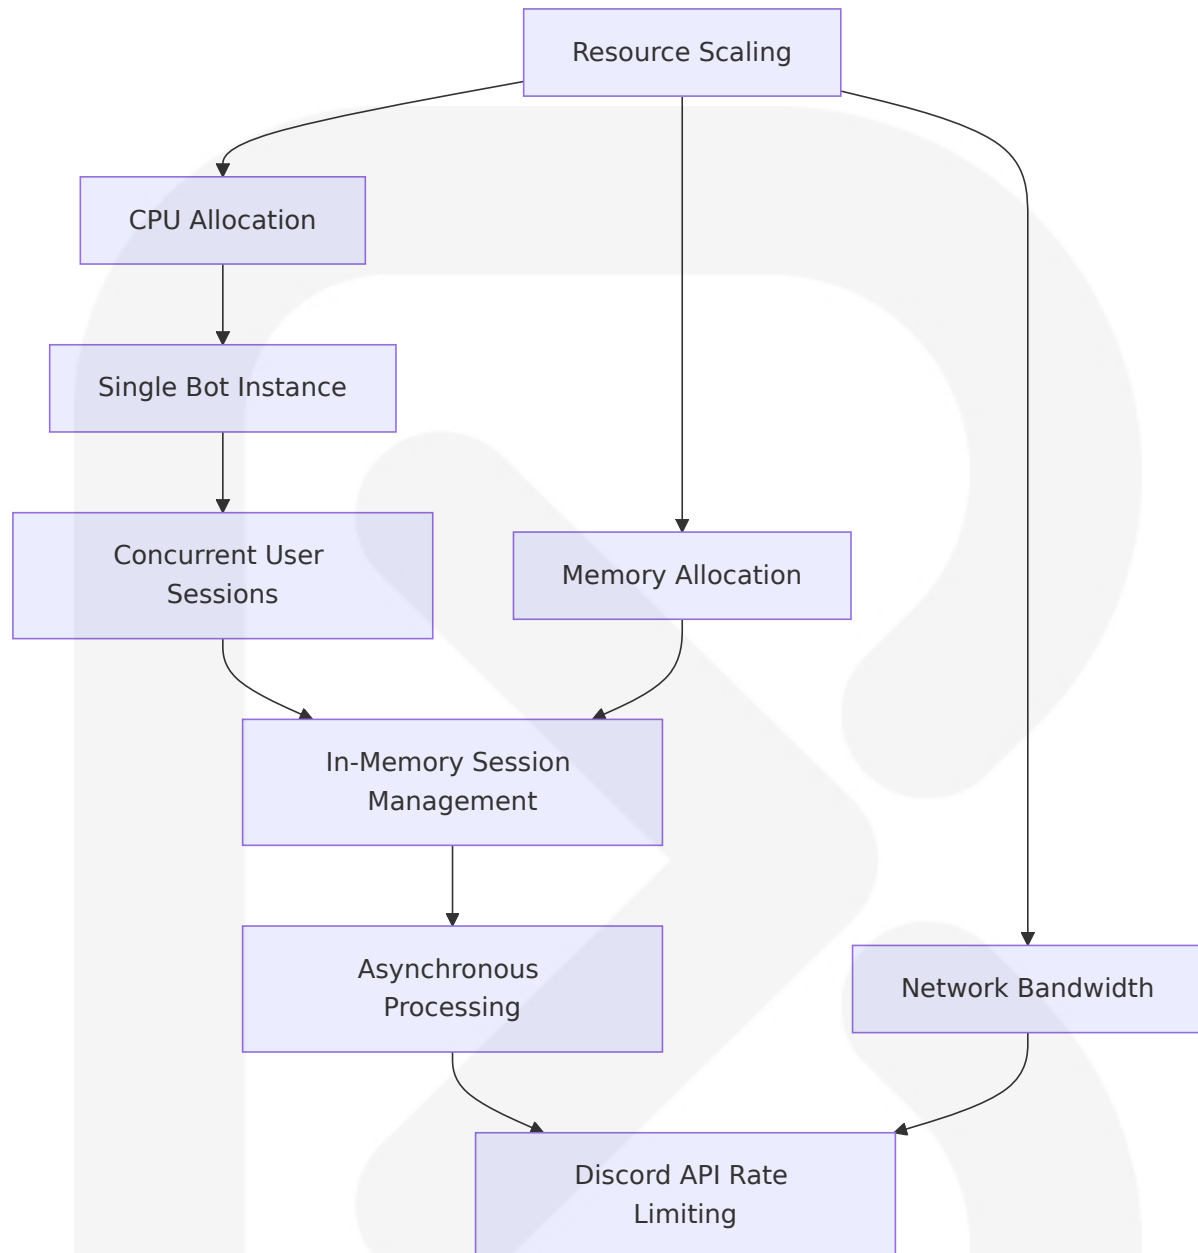 Resource Scaling
CPU Allocation
Single Bot Instance
Concurrent User
Sessions
Memory Allocation
In-Memory Session
Management
Asynchronous
Processing
Network Bandwidth
Discord API Rate
Limiting